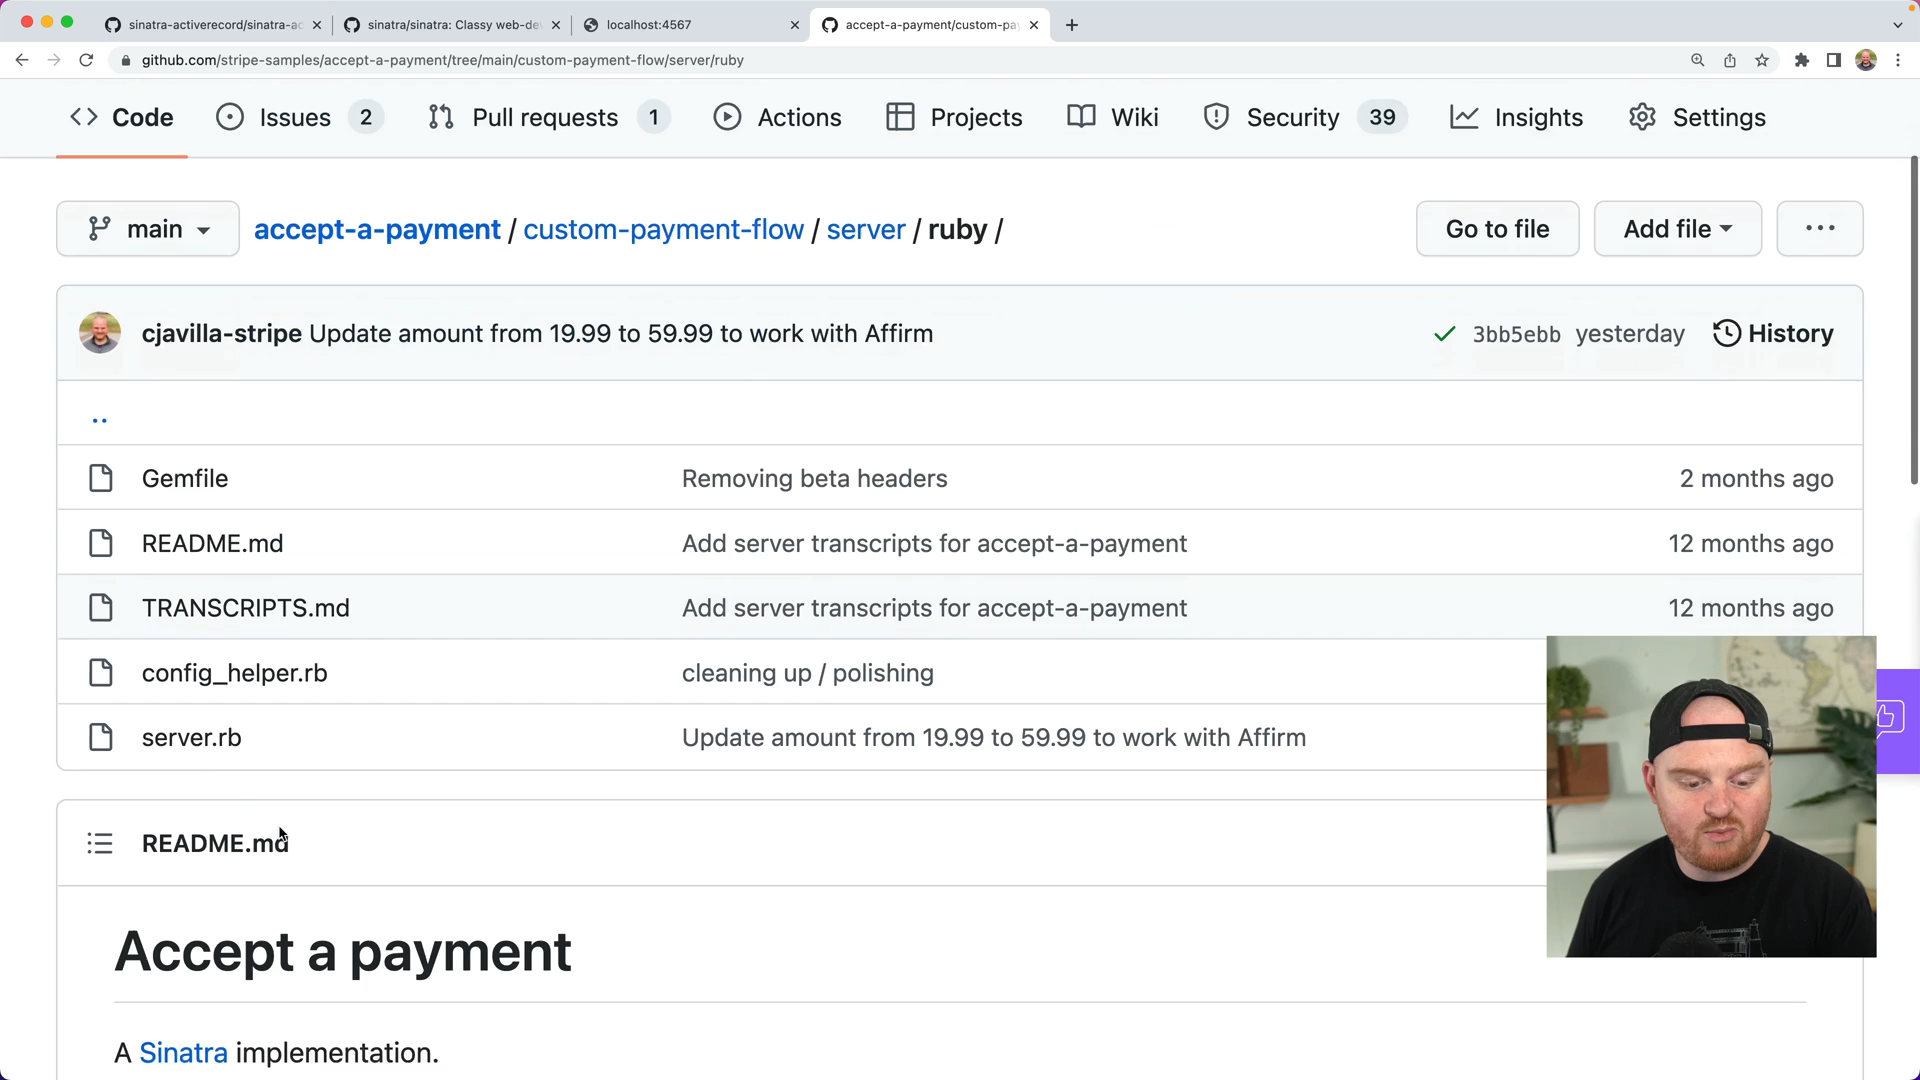 sinatra-activerecord/sinatra-ac
sinatra/sinatra: Classy web-de
localhost:4567
accept-a-payment/custom-pay
github.com/stripe-samples/accept-a-payment/tree/main/custom-payment-flow/server/ruby
Code
Issues 2
Pull requests 1
Actions
Projects
Wiki
Security 39
Insights
Settings
main
accept-a-payment / custom-payment-flow / server / ruby /
Go to file
Add file
cjavilla-stripe Update amount from 19.99 to 59.99 to work with Affirm
3bb5ebb yesterday
History
..
Gemfile Removing beta headers 2 months ago
README.md Add server transcripts for accept-a-payment 12 months ago
TRANSCRIPTS.md Add server transcripts for accept-a-payment 12 months ago
config_helper.rb cleaning up / polishing
server.rb Update amount from 19.99 to 59.99 to work with Affirm
README.md
Accept a payment
A Sinatra implementation.